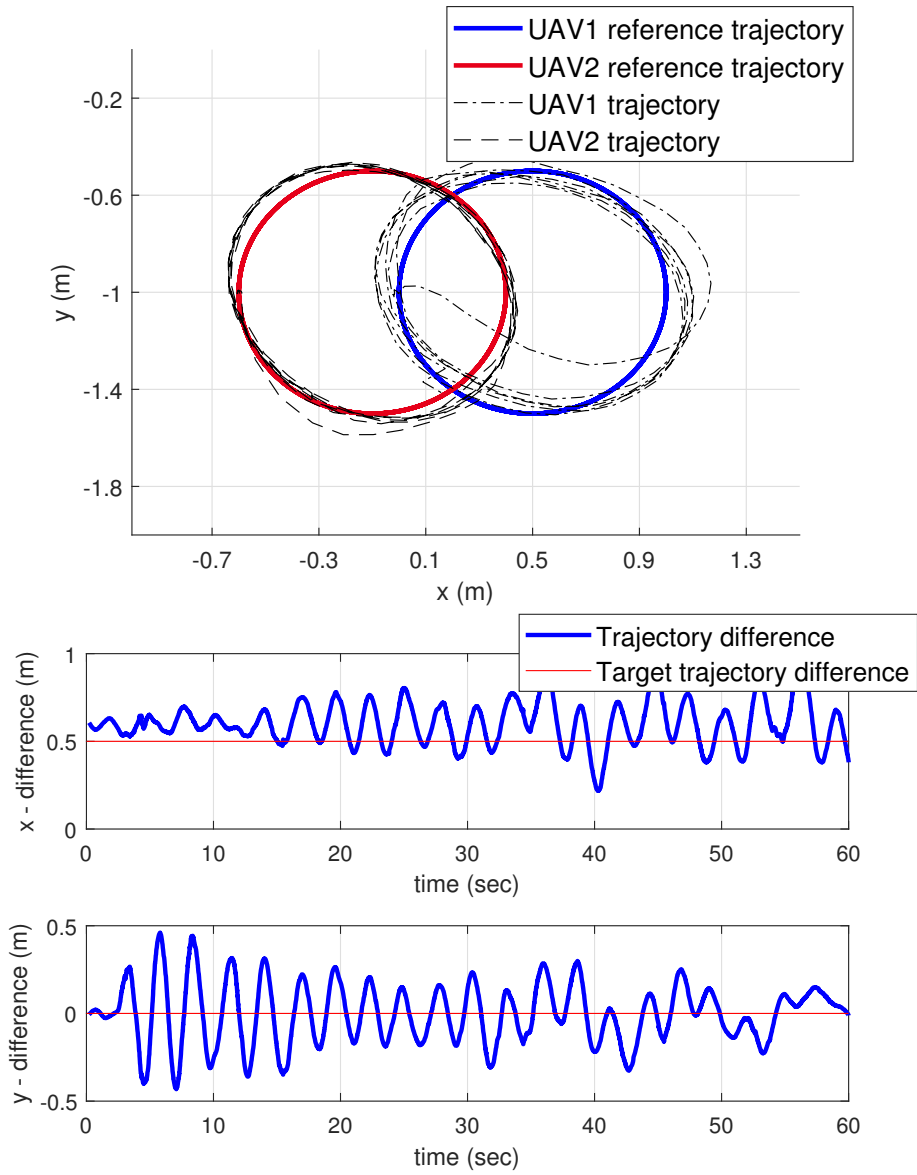 UAV1 reference trajectory
UAV2 reference trajectory
UAV1 trajectory
UAV2 trajectory
-0.2
-0.6
-1
-1.4
-1.8
y (m)
-0.7 -0.3 0.1 0.5 0.9 1.3
x (m)
Trajectory difference
Target trajectory difference
1
0.5
0
x - difference (m)
0 10 20 30 40 50 60
time (sec)
0.5
0
-0.5
y - difference (m)
0 10 20 30 40 50 60
time (sec)